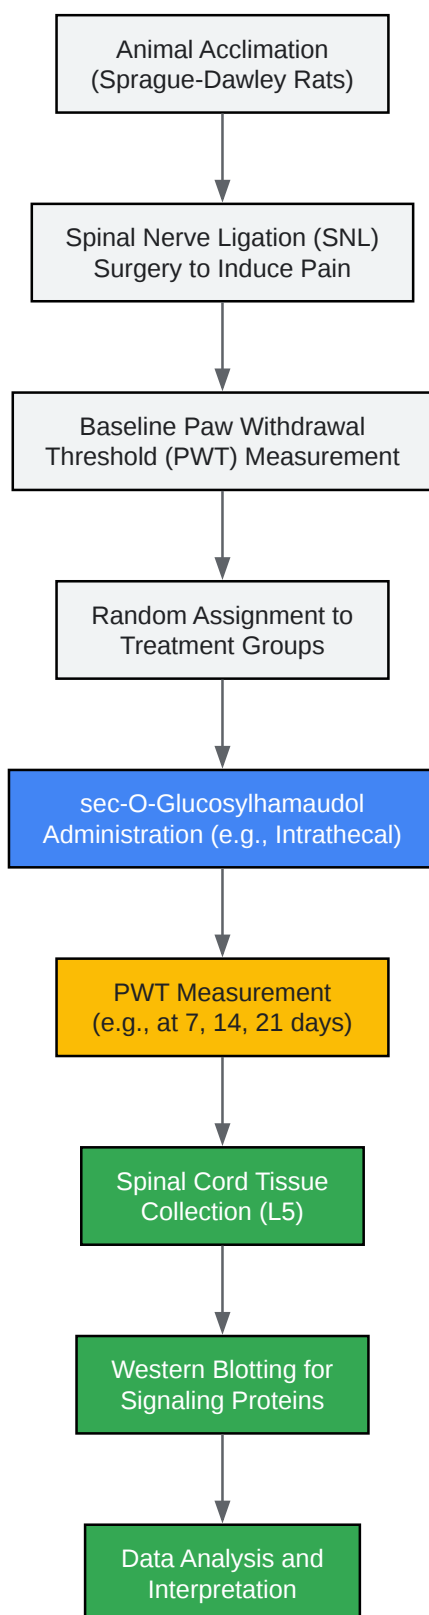 Animal Acclimation
(Sprague-Dawley Rats)
Spinal Nerve Ligation (SNL)
Surgery to Induce Pain
Baseline Paw Withdrawal
Threshold (PWT) Measurement
Random Assignment to
Treatment Groups
sec-O-Glucosylhamaudol
Administration (e.g., Intrathecal)
PWT Measurement
(e.g., at 7, 14, 21 days)
Spinal Cord Tissue
Collection (L5)
Western Blotting for
Signaling Proteins
Data Analysis and
Interpretation